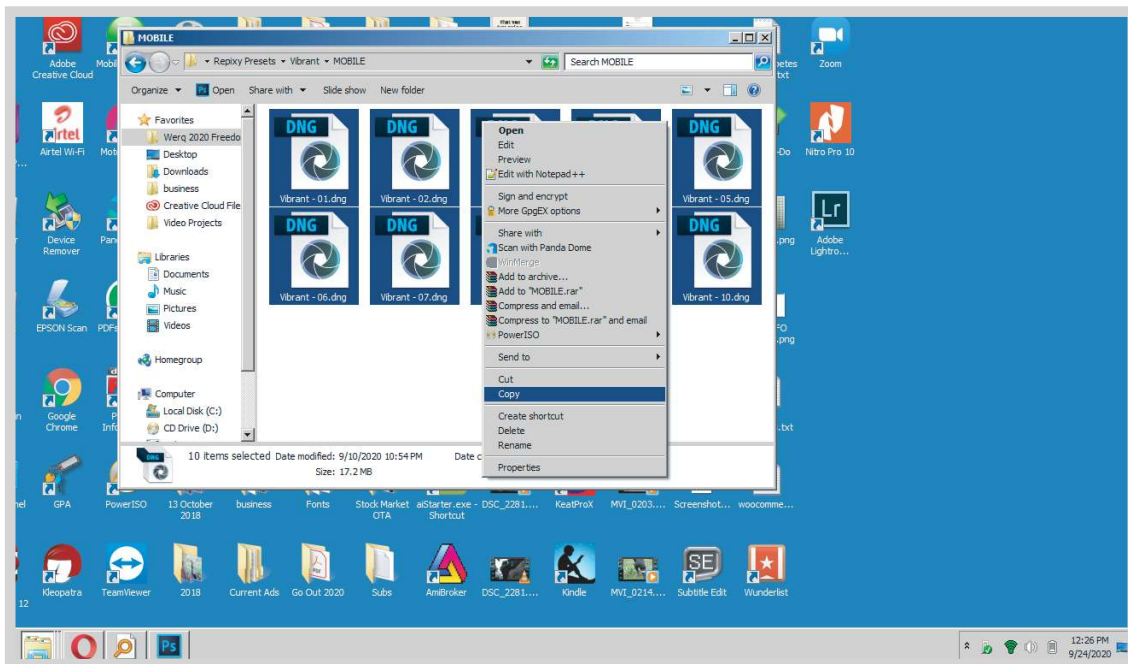 MOBILE
Repixy Presets Vibrant MOBILE
Search MOBILE
Organize Open Share with Slide show New folder
Favorites
Werq 2020 Freedo
Desktop
Downloads
business
Creative Cloud File
Video Projects
Libraries
Documents
Music
Pictures
Videos
Homegroup
Computer
Local Disk (C:)
CD Drive (D:)
DNG DNG DNG
Vibrant - 01.dng Vibrant - 02.dng Vibrant - 05.dng
DNG DNG DNG
Vibrant - 06.dng Vibrant - 07.dng Vibrant - 10.dng
Open
Edit
Preview
Edit with Notepad++
Sign and encrypt
More GpgEX options
Share with
Scan with Panda Dome
WinMerge
Add to archive...
Add to "MOBILE.rar"
Compress and email...
Compress to "MOBILE.rar" and email
PowerISO
Send to
Cut
Copy
Create shortcut
Delete
Rename
Properties
10 items selected Date modified: 9/10/2020 10:54 PM Date c
Size: 17.2 MB
Adobe
Creative Cloud
Zoom
airtel
Airtel Wi-Fi
Nitro Pro 10
Device
Remover
Lr
Adobe
Lightro...
EPSON Scan
Google
Chrome
GPA PowerISO 13 October
2018 business Fonts Stock Market
OTA aiStarter.exe -
Shortcut DSC_2281.... KeatProX MVI_0203.... Screenshot... woocomme...
SE
Kleopatra TeamViewer 2018 Current Ads Go Out 2020 Subs AmiBroker DSC_2281.... Kindle MVI_0214.... Subtitle Edit Wunderlist
12
Ps
12:26 PM
9/24/2020